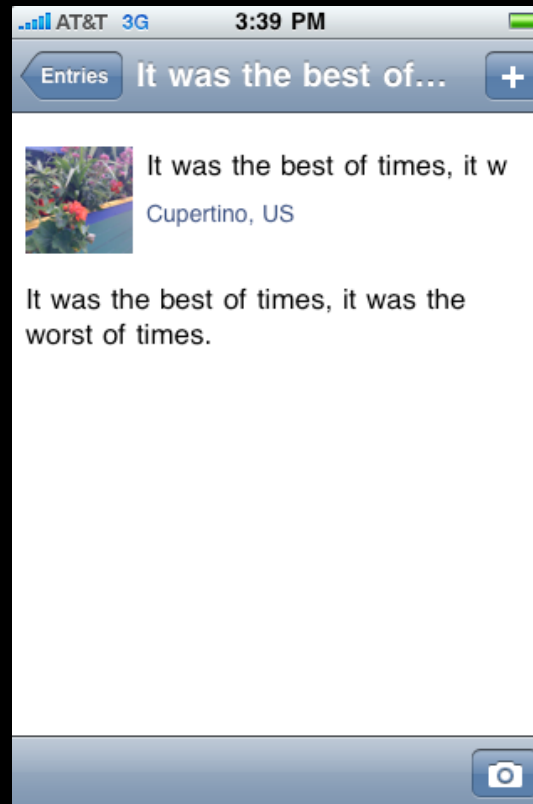 AT&T 3G 3:39 PM
Entries It was the best of... +
It was the best of times, it w
Cupertino, US
It was the best of times, it was the
worst of times.